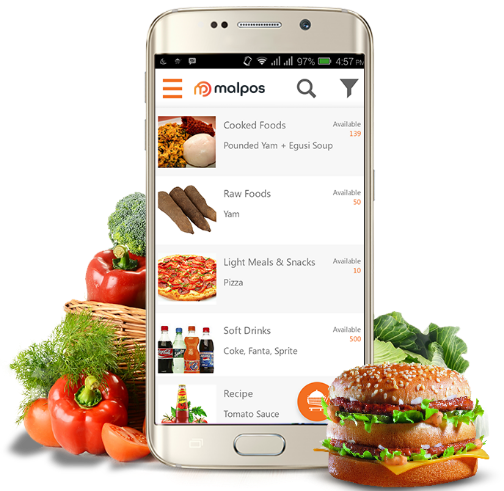 97% 4:57 PM
malpos
Cooked Foods
Available
139
Pounded Yam + Egusi Soup
Raw Foods
Available
50
Yam
Light Meals & Snacks
Available
10
Pizza
Soft Drinks
Available
500
Coke, Fanta, Sprite
Recipe
Tomato Sauce